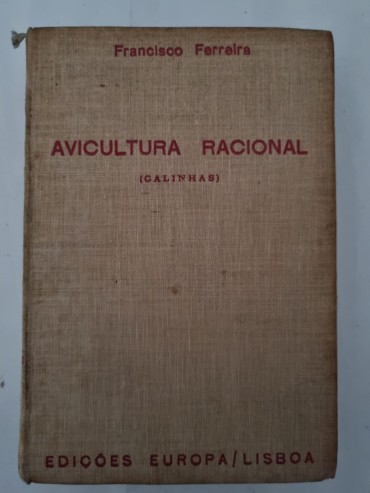 Francisco Ferreira
AVICULTURA RACIONAL
(GALINHAS)
EDIÇÕES EUROPA/LISBOA